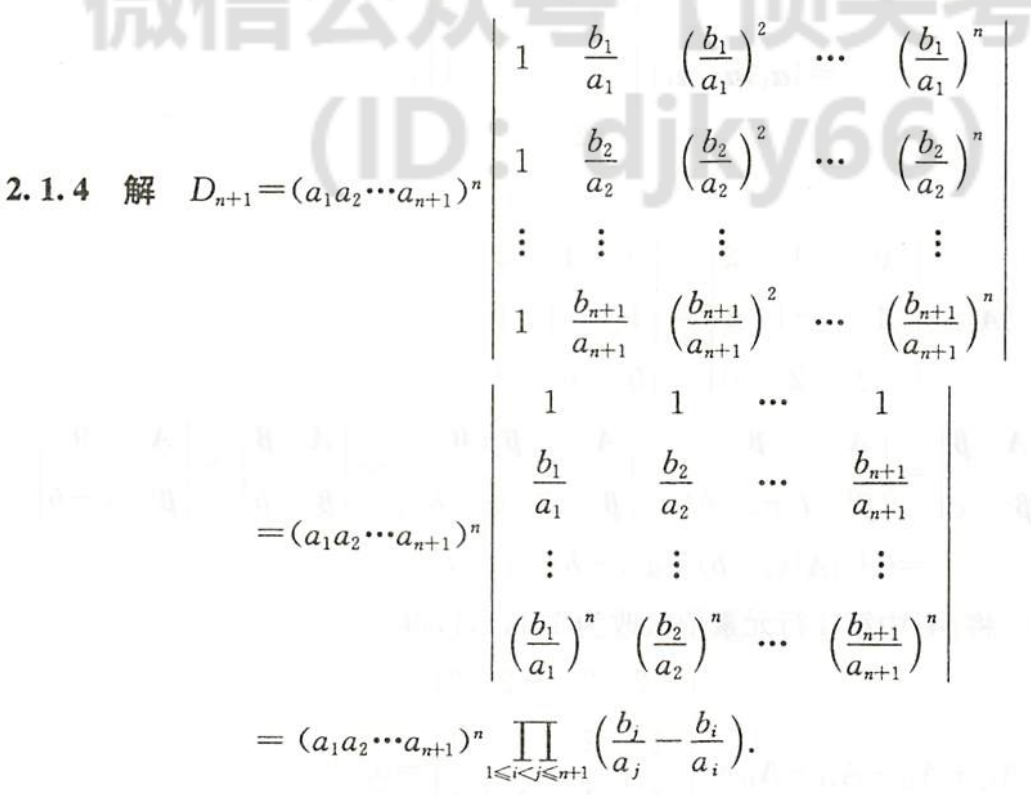 微信公众号【顶尖考
(ID: djky66)
2.1.4 解 $D_{n+1}=(a_1a_2\cdots a_{n+1})^n\begin{vmatrix}1&\frac{b_1}{a_1}&\left(\frac{b_1}{a_1}\right)^2&\cdots&\left(\frac{b_1}{a_1}\right)^n\\1&\frac{b_2}{a_2}&\left(\frac{b_2}{a_2}\right)^2&\cdots&\left(\frac{b_2}{a_2}\right)^n\\\vdots&\vdots&\vdots&&\vdots\\1&\frac{b_{n+1}}{a_{n+1}}&\left(\frac{b_{n+1}}{a_{n+1}}\right)^2&\cdots&\left(\frac{b_{n+1}}{a_{n+1}}\right)^n\end{vmatrix}$
$=(a_1a_2\cdots a_{n+1})^n\begin{vmatrix}1&1&\cdots&1\\\frac{b_1}{a_1}&\frac{b_2}{a_2}&\cdots&\frac{b_{n+1}}{a_{n+1}}\\\vdots&\vdots&&\vdots\\\left(\frac{b_1}{a_1}\right)^n&\left(\frac{b_2}{a_2}\right)^n&\cdots&\left(\frac{b_{n+1}}{a_{n+1}}\right)^n\end{vmatrix}$
$=(a_1a_2\cdots a_{n+1})^n\prod_{1\leqslant i<j\leqslant n+1}\left(\frac{b_j}{a_j}-\frac{b_i}{a_i}\right).$